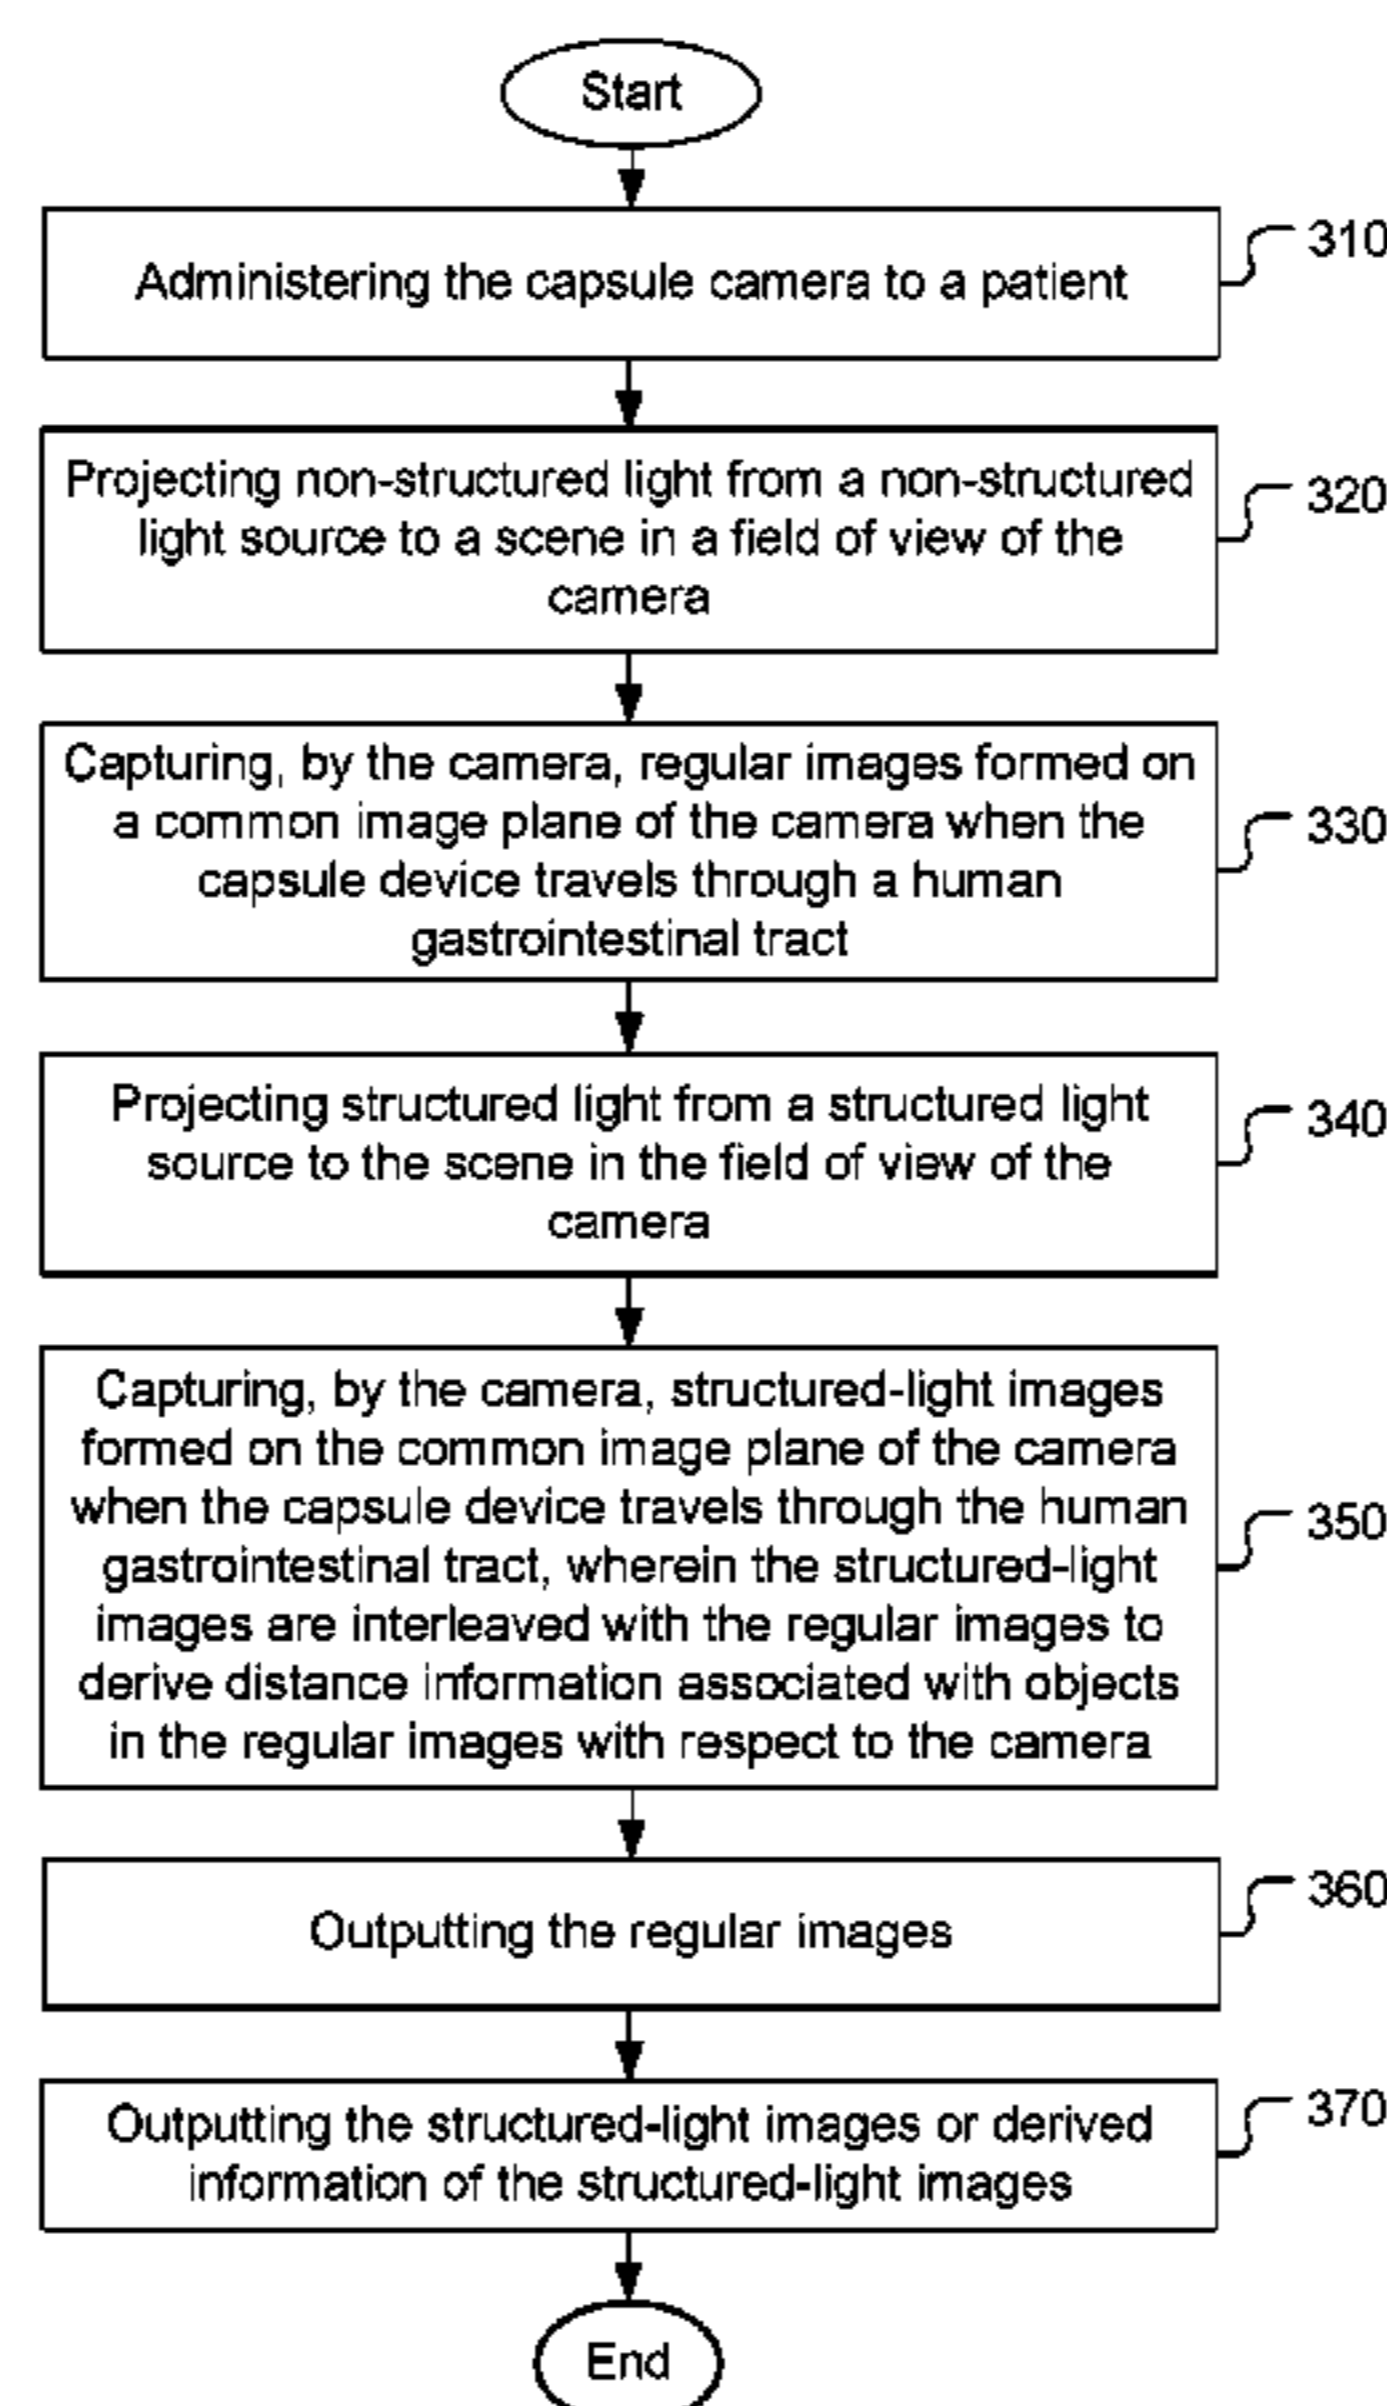 Start
Administering the capsule camera to a patient
310
Projecting non-structured light from a non-structured
light source to a scene in a field of view of the
camera
320
Capturing, by the camera, regular images formed on
a common image plane of the camera when the
capsule device travels through a human
gastrointestinal tract
330
Projecting structured light from a structured light
source to the scene in the field of view of the
camera
340
Capturing, by the camera, structured-light images
formed on the common image plane of the camera
when the capsule device travels through the human
gastrointestinal tract, wherein the structured-light
images are interleaved with the regular images to
derive distance information associated with objects
in the regular images with respect to the camera
350
Outputting the regular images
360
Outputting the structured-light images or derived
information of the structured-light images
370
End